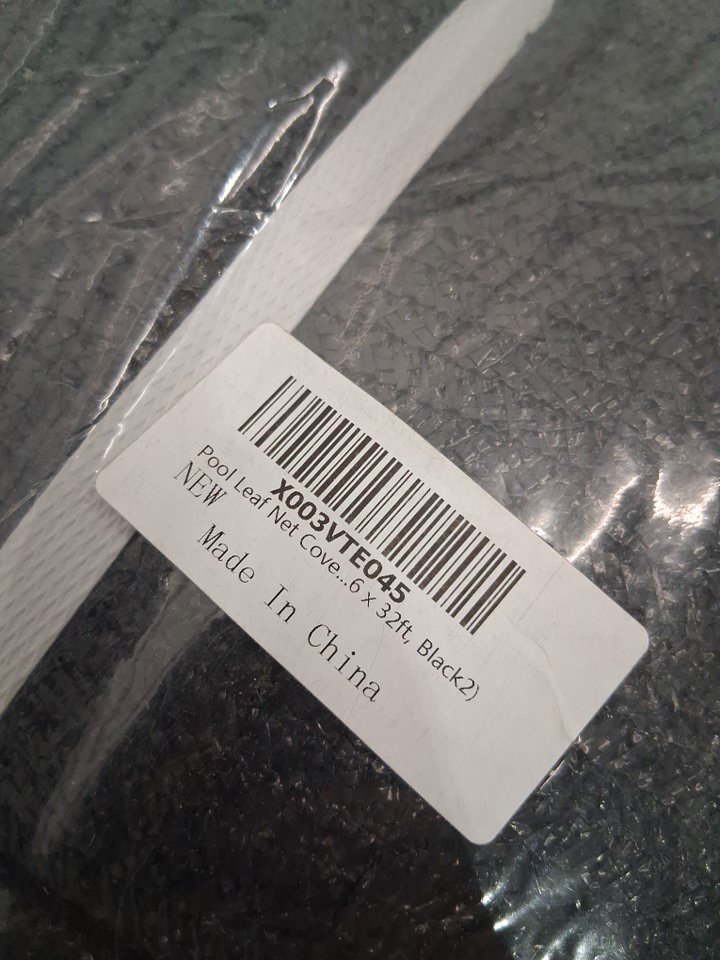 X003VTE045
Pool Leaf Net Cove...6 x 32ft, Black2)
NEW
Made In China